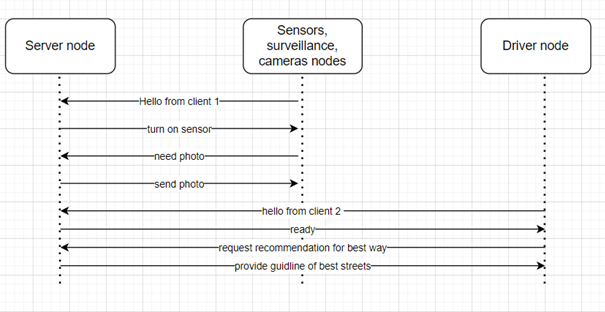 Server node
Sensors,
surveillance,
cameras nodes
Driver node
Hello from client 1
turn on sensor
need photo
send photo
hello from client 2
ready
request recommendation for best way
provide guidline of best streets